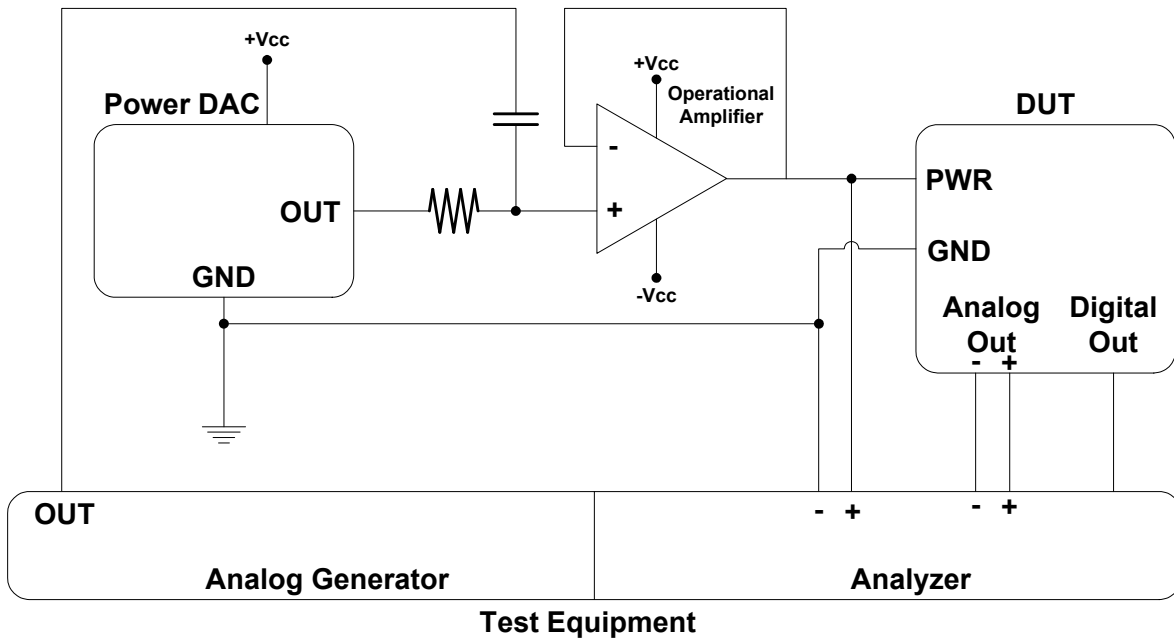 +Vcc
Power DAC
OUT
GND
+Vcc
Operational
Amplifier
-
+
-Vcc
DUT
PWR
GND
Analog
Out
Digital
Out
- +
OUT
- +
- +
Analog Generator
Analyzer
Test Equipment